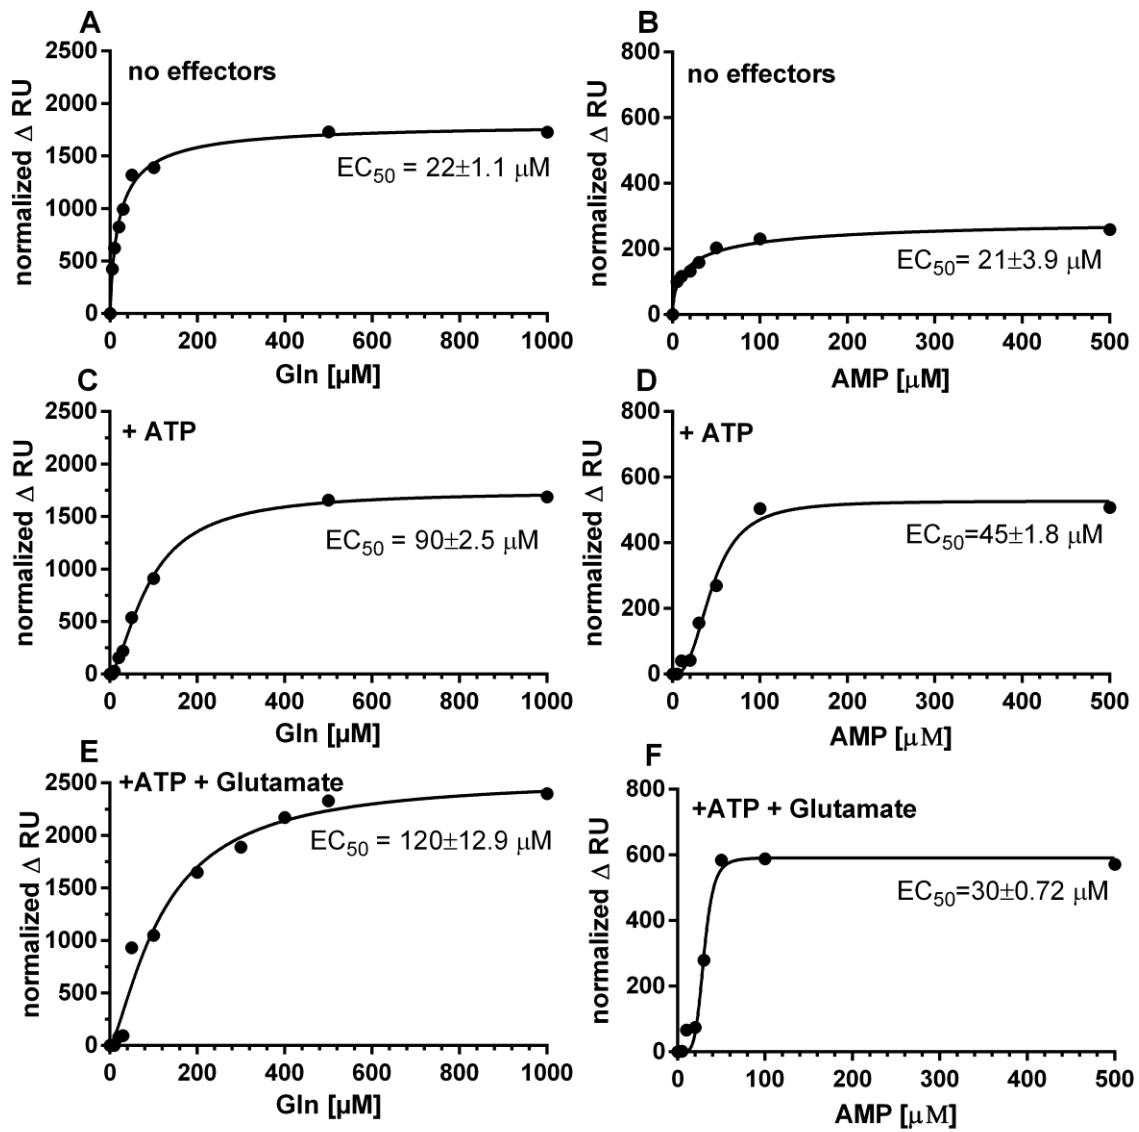 A
2500
2000
1500
1000
500
0
normalized Δ RU
no effectors
EC50 = 22±1.1 μM
0 200 400 600 800 1000
Gln [µM]
B
800
600
400
200
0
normalized Δ RU
no effectors
EC50= 21±3.9 μM
0 100 200 300 400 500
AMP [μM]
C
2500
2000
1500
1000
500
0
normalized Δ RU
+ ATP
EC50 = 90±2.5 μM
0 200 400 600 800 1000
Gln [µM]
D
800
600
400
200
0
normalized Δ RU
+ ATP
EC50=45±1.8 μM
0 100 200 300 400 500
AMP [μM]
E
2500
2000
1500
1000
500
0
normalized Δ RU
+ATP + Glutamate
EC50 = 120±12.9 μM
0 200 400 600 800 1000
Gln [µM]
F
800
600
400
200
0
normalized Δ RU
+ATP + Glutamate
EC50=30±0.72 μM
0 100 200 300 400 500
AMP [μM]